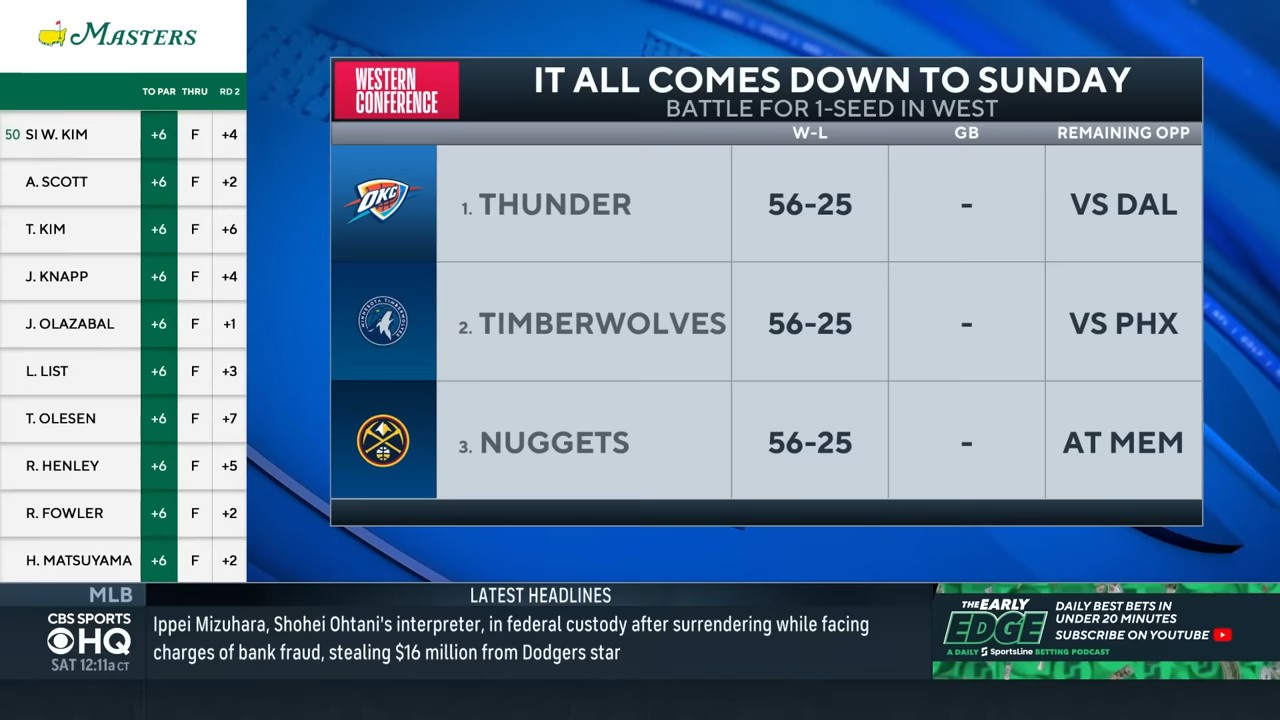 MASTERS
TO PAR THRU RD 2
50 SI W. KIM +6 F +4
A. SCOTT +6 F +2
T. KIM +6 F +6
J. KNAPP +6 F +4
J. OLAZABAL +6 F +1
L. LIST +6 F +3
T. OLESEN +6 F +7
R. HENLEY +6 F +5
R. FOWLER +6 F +2
H. MATSUYAMA +6 F +2
WESTERN
CONFERENCE
IT ALL COMES DOWN TO SUNDAY
BATTLE FOR 1-SEED IN WEST
W-L GB REMAINING OPP
OKC
1. THUNDER 56-25 - VS DAL
MINNESOTA TIMBERWOLVES
2. TIMBERWOLVES 56-25 - VS PHX
3. NUGGETS 56-25 - AT MEM
MLB
LATEST HEADLINES
CBS SPORTS
HQ
SAT 12:11a CT
Ippei Mizuhara, Shohei Ohtani's interpreter, in federal custody after surrendering while facing
charges of bank fraud, stealing $16 million from Dodgers star
THE EARLY
EDGE
A DAILY SportsLine BETTING PODCAST
DAILY BEST BETS IN
UNDER 20 MINUTES
SUBSCRIBE ON YOUTUBE